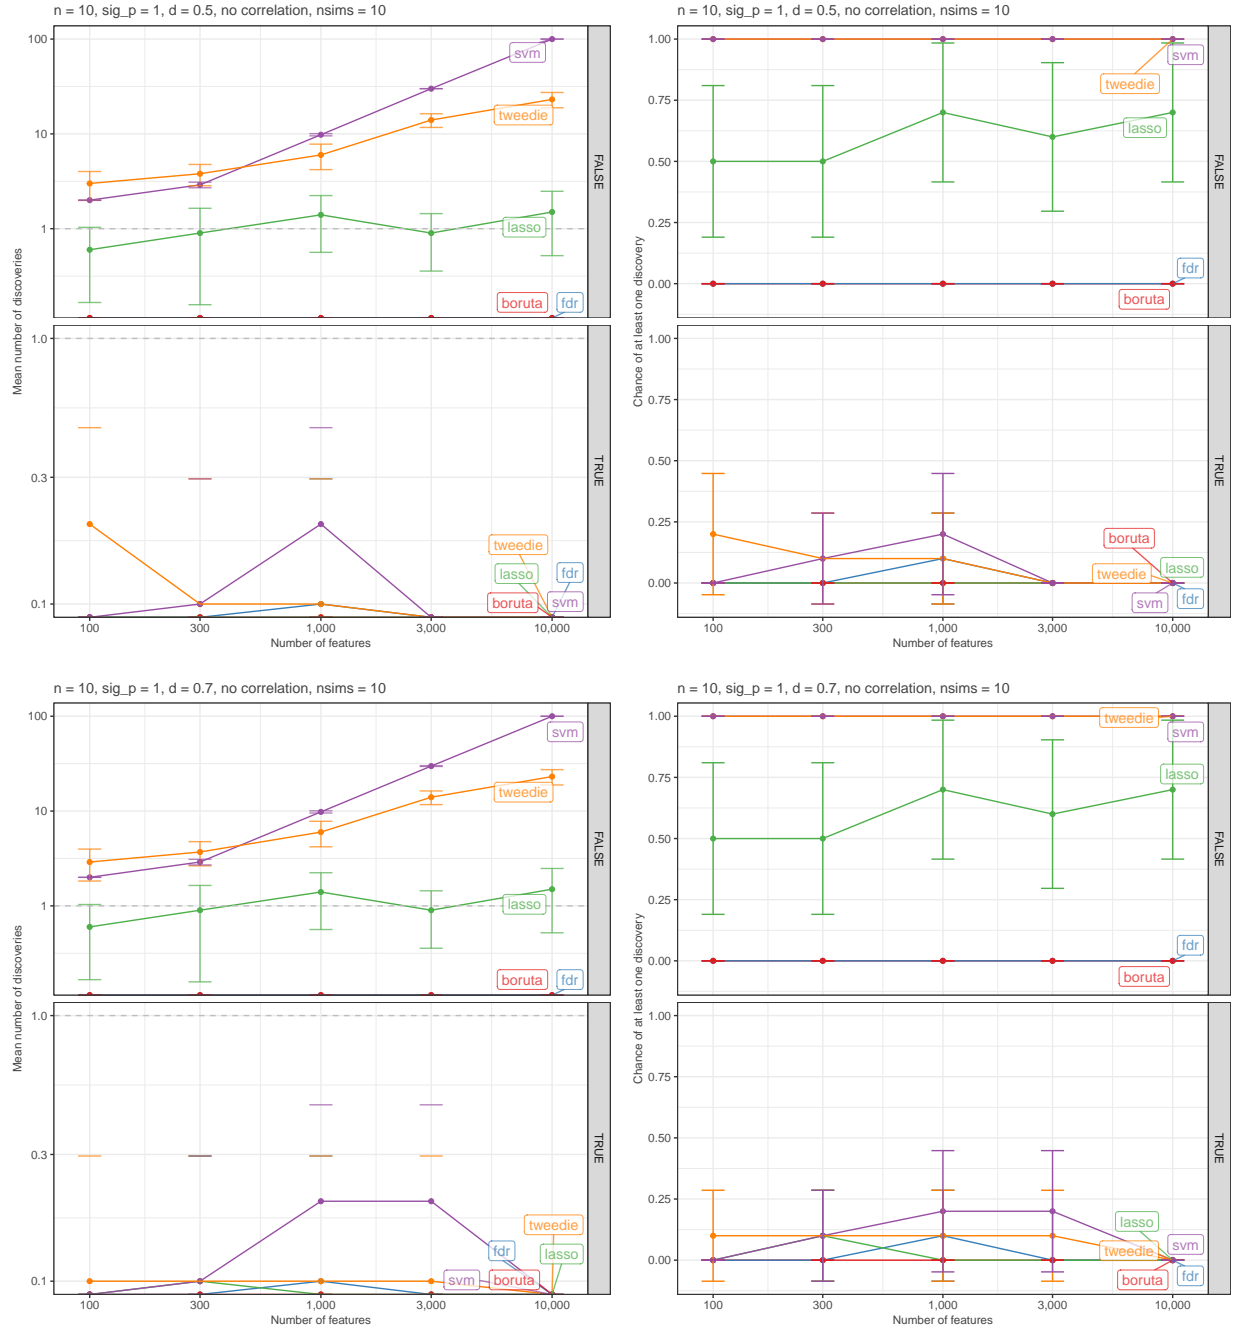 n = 10, sig_p = 1, d = 0.5, no correlation, nsims = 10
Mean number of discoveries
100
10
1
svm
tweedie
lasso
boruta
fdr
FALSE
1.0
0.3
0.1
tweedie
lasso
fdr
boruta
svm
TRUE
100
300
1,000
3,000
10,000
Number of features
n = 10, sig_p = 1, d = 0.5, no correlation, nsims = 10
Chance of at least one discovery
1.00
0.75
0.50
0.25
0.00
svm
tweedie
lasso
fdr
boruta
FALSE
1.00
0.75
0.50
0.25
0.00
boruta
lasso
tweedie
svm
fdr
TRUE
100
300
1,000
3,000
10,000
Number of features
n = 10, sig_p = 1, d = 0.7, no correlation, nsims = 10
Mean number of discoveries
100
10
1
svm
tweedie
lasso
boruta
fdr
FALSE
1.0
0.3
0.1
tweedie
fdr
lasso
svm
boruta
TRUE
100
300
1,000
3,000
10,000
Number of features
n = 10, sig_p = 1, d = 0.7, no correlation, nsims = 10
Chance of at least one discovery
1.00
0.75
0.50
0.25
0.00
tweedie
svm
lasso
fdr
boruta
FALSE
1.00
0.75
0.50
0.25
0.00
lasso
svm
tweedie
boruta
fdr
TRUE
100
300
1,000
3,000
10,000
Number of features